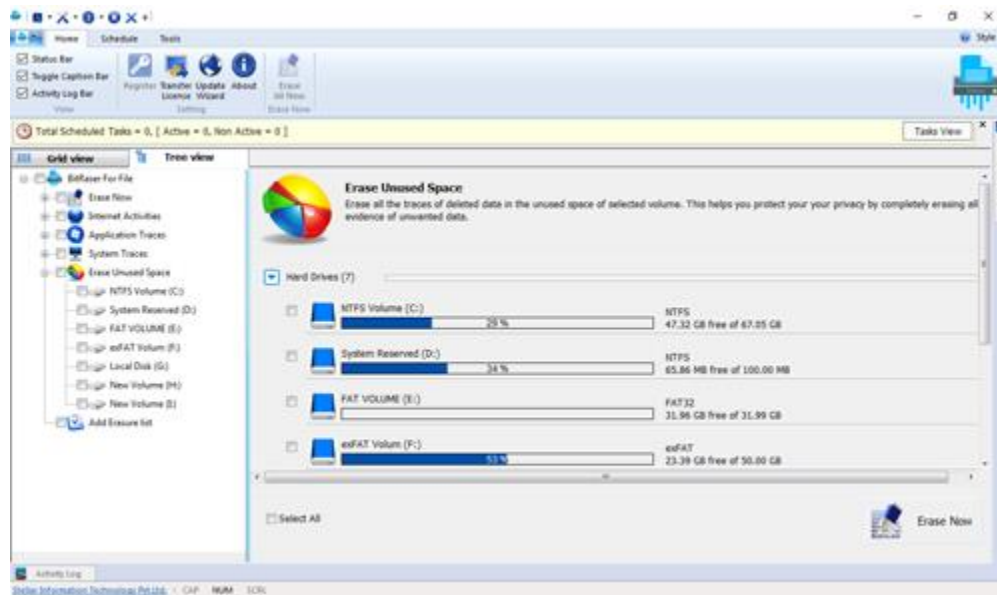 Home Schedule Tools
Style
Status Bar
Toggle Caption Bar
Activity Log Bar
View
Register
Transfer License
Update Wizard
About
Setting
Erase All Now
Erase Now
Total Scheduled Tasks = 0, [ Active = 0, Non Active = 0 ]
Tasks View
Grid view
Tree view
BitRaser For File
Erase Now
Internet Activities
Application Traces
System Traces
Erase Unused Space
NTFS Volume (C:)
System Reserved (D:)
FAT VOLUME (E:)
exFAT Volum (F:)
Local Disk (G:)
New Volume (H:)
New Volume (I:)
Add Erasure list
Erase Unused Space
Erase all the traces of deleted data in the unused space of selected volume. This helps you protect your your privacy by completely erasing all
evidence of unwanted data.
Hard Drives (7)
NTFS Volume (C:)
29 %
NTFS
47.32 GB free of 67.05 GB
System Reserved (D:)
34 %
NTFS
65.86 MB free of 100.00 MB
FAT VOLUME (E:)
FAT32
31.96 GB free of 31.99 GB
exFAT Volum (F:)
53 %
exFAT
23.39 GB free of 50.00 GB
Select All
Erase Now
Activity Log
Stellar Information Technology Pvt Ltd.
CAP NUM SCRL